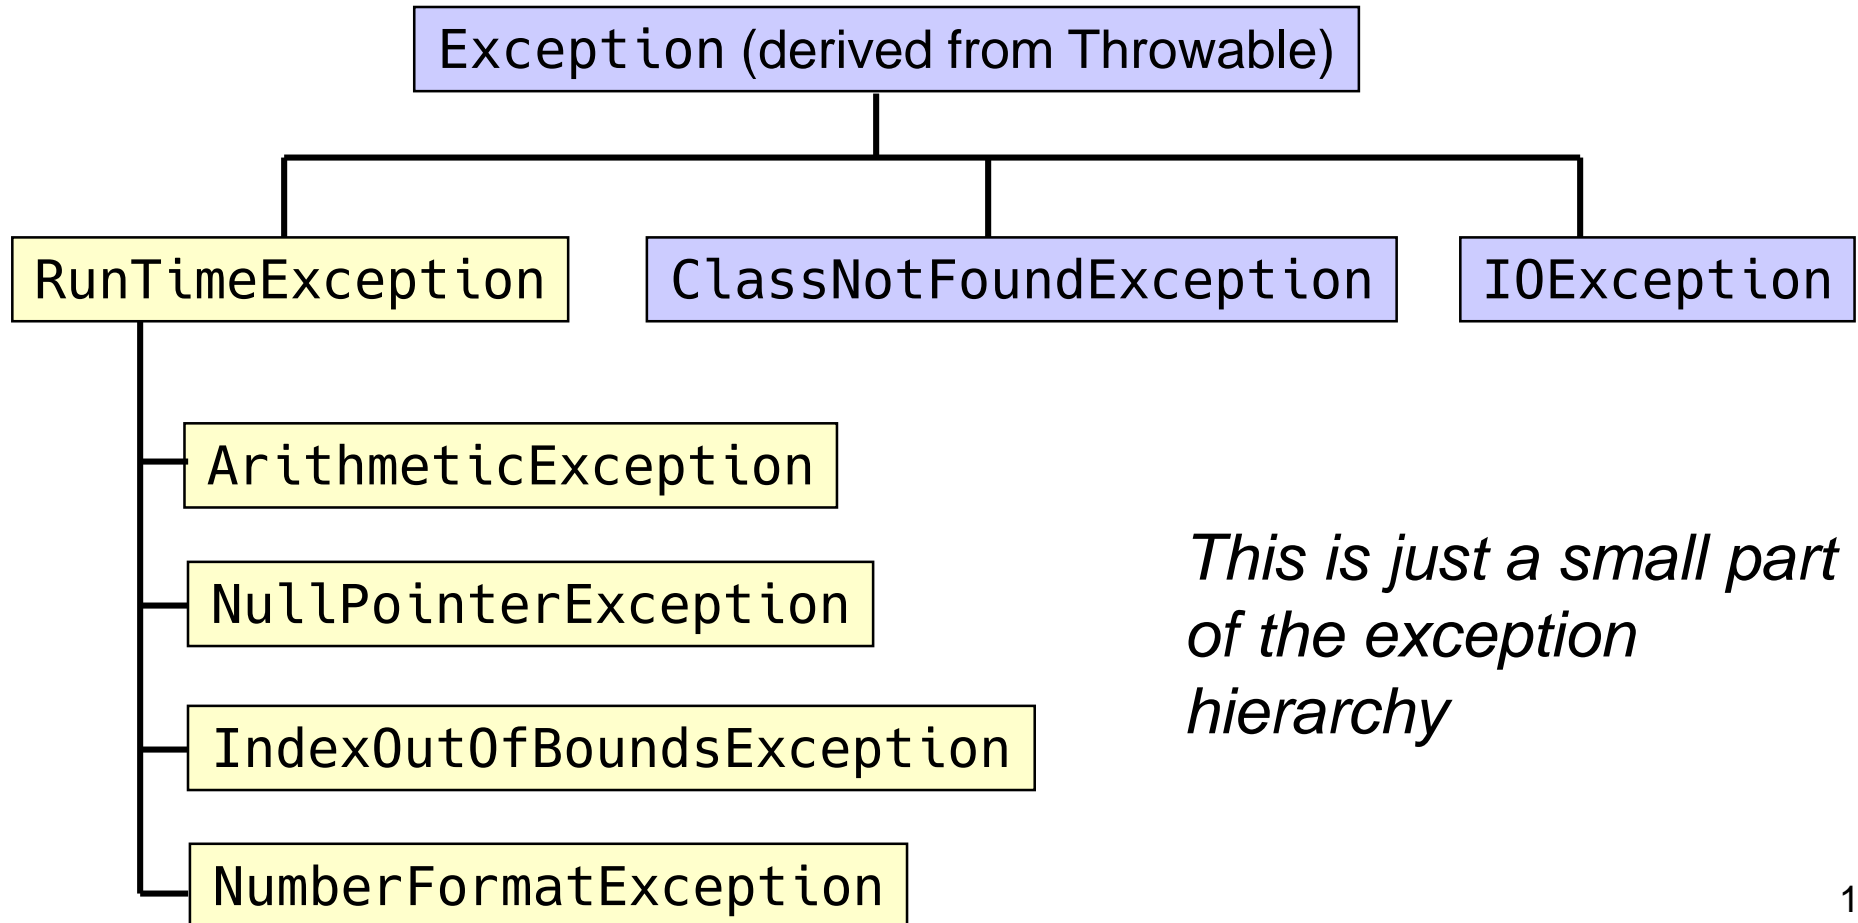 Exception (derived from Throwable)
RunTimeException
ClassNotFoundException
IOException
ArithmeticException
NullPointerException
IndexOutOfBoundsException
NumberFormatException
This is just a small part
of the exception
hierarchy
1